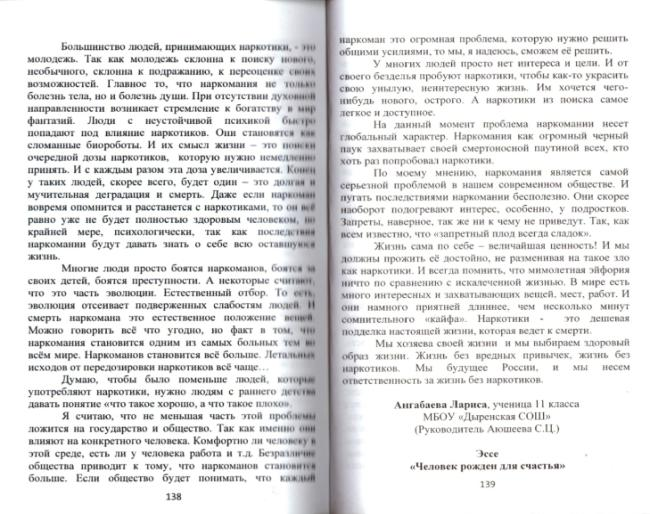 Большинство людей, принимающих наркотики, - это
молодежь. Так как молодежь склонна к поиску нового,
необычного, склонна к подражанию, к переоценке своих
возможностей. Главное то, что наркомания не только
болезнь тела, но и болезнь души. При отсутствии духовной
направленности возникает стремление к богатству в мир
фантазий. Люди с неустойчивой психикой быстро
попадают под влияние наркотиков. Они становятся как
сломанные биороботы. И их смысл жизни – это поиски
очередной дозы наркотиков, которую нужно немедленно
принять. И с каждым разом эта доза увеличивается. Конец
у таких людей, скорее всего, будет один – это долгая и
мучительная деградация и смерть. Даже если наркоман
вовремя опомнится и расстанется с наркотиками, то он всё
равно уже не будет полностью здоровым человеком, по
крайней мере, психологически, так как последствия
наркомании будут давать знать о себе всю оставшуюся
жизнь.
Многие люди просто боятся наркоманов, боятся за
своих детей, боятся преступности. А некоторые считают,
что это часть эволюции. Естественный отбор. То есть,
эволюция отсеивает подверженных слабостям людей. И
смерть наркомана это естественное положение вещей.
Можно говорить всё что угодно, но факт в том, что
наркомания становится одним из самых больных тем во
всём мире. Наркоманов становится всё больше. Летальных
исходов от передозировки наркотиков всё чаще…
Думаю, чтобы было поменьше людей, которые
употребляют наркотики, нужно людям с раннего детства
давать понятие «что такое хорошо, а что такое плохо».
Я считаю, что не меньшая часть этой проблемы
ложится на государство и общество. Так как именно они
влияют на конкретного человека. Комфортно ли человеку в
этой среде, есть ли у человека работа и т.д. Безразличие
общества приводит к тому, что наркоманов становится
больше. Если общество будет понимать, что каждый
138
наркоман это огромная проблема, которую нужно решить
общими усилиями, то мы, я надеюсь, сможем её решить.
У многих людей просто нет интереса и цели. И от
своего безделья пробуют наркотики, чтобы как-то украсить
свою унылую, неинтересную жизнь. Им хочется чего-
нибудь нового, острого. А наркотики из поиска самое
легкое и доступное.
На данный момент проблема наркомании несет
глобальный характер. Наркомания как огромный черный
паук захватывает своей смертоносной паутиной всех, кто
хоть раз попробовал наркотики.
По моему мнению, наркомания является самой
серьезной проблемой в нашем современном обществе. И
пугать последствиями наркомании бесполезно. Они скорее
наоборот подогревают интерес, особенно, у подростков.
Запреты, наверное, так же ни к чему не приведут. Так, как
всем известно, что "запретный плод всегда сладок".
Жизнь сама по себе – величайшая ценность! И мы
должны прожить её достойно, не разменивая на такое зло
как наркотики. И всегда помнить, что мимолетная эйфория
ничто по сравнению с искалеченной жизнью. В мире есть
много интересных и захватывающих вещей, мест, работ. И
они намного приятней длиннее, чем несколько минут
сомнительного «кайфа». Наркотики - это дешевая
подделка настоящей жизни, которая ведет к смерти.
Мы хозяева своей жизни и мы выбираем здоровый
образ жизни. Жизнь без вредных привычек, жизнь без
наркотиков. Мы будущее России, и мы несем
ответственность за жизнь без наркотиков.
Ангабаева Лариса, ученица 11 класса
МБОУ «Дыренская СОШ»
(Руководитель Аюшеева С.Ц.)
Эссе
«Человек рожден для счастья»
139